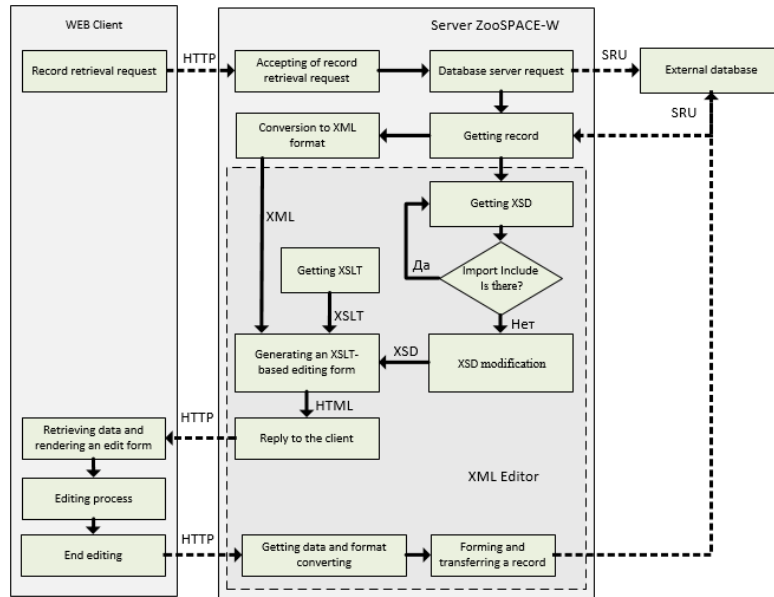 WEB Client
Server ZooSPACE-W
Record retrieval request
HTTP
Accepting of record
retrieval request
Database server request
SRU
External database
SRU
Conversion to XML
format
Getting record
Getting XSD
XML
Да
Import Include
Is there?
Getting XSLT
XSLT
Нет
Generating an XSLT-
based editing form
XSD
XSD modification
HTML
HTTP
Retrieving data and
rendering an edit form
Reply to the client
XML Editor
Editing process
End editing
HTTP
Getting data and format
converting
Forming and
transferring a record